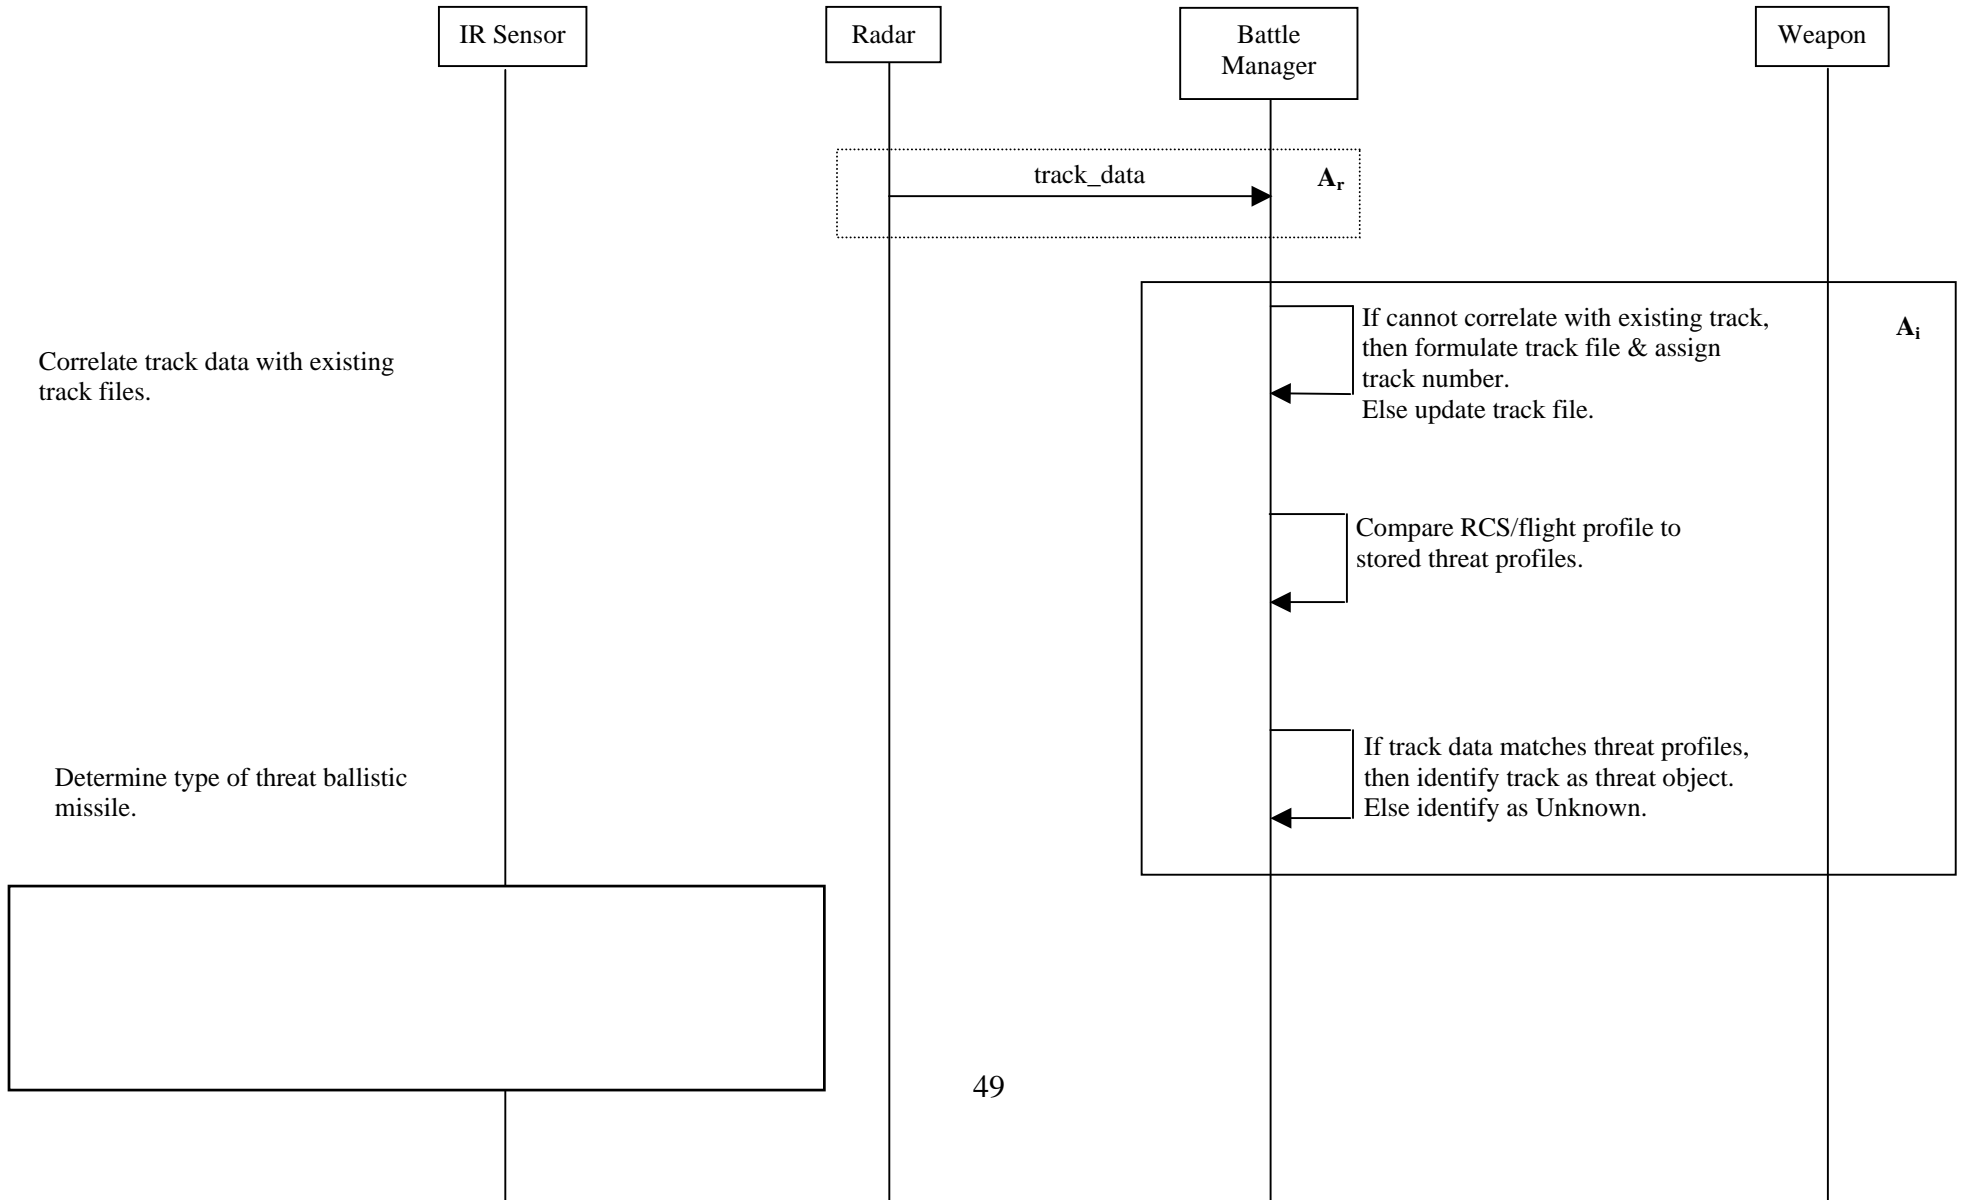 IR Sensor
Radar
Battle
Manager
Weapon
track_data
Ar
Ai
If cannot correlate with existing track,
then formulate track file & assign
track number.
Else update track file.
Correlate track data with existing
track files.
Compare RCS/flight profile to
stored threat profiles.
If track data matches threat profiles,
then identify track as threat object.
Else identify as Unknown.
Determine type of threat ballistic
missile.
49